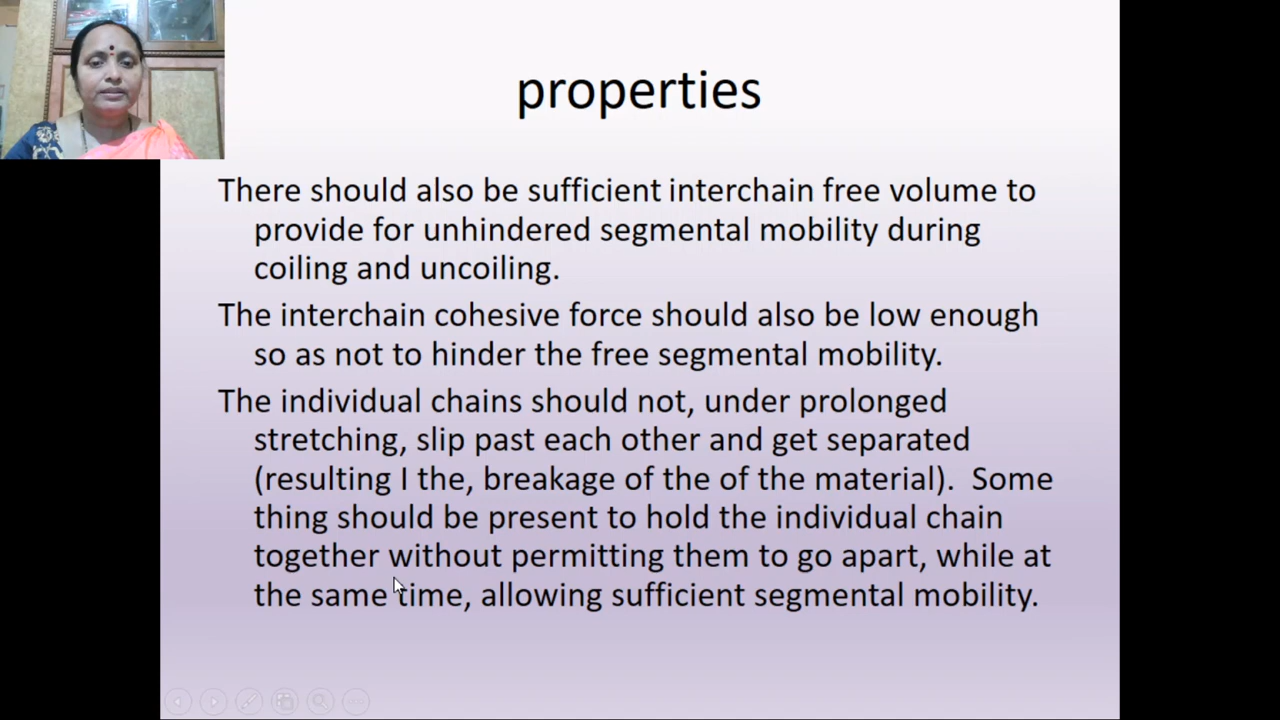 properties
There should also be sufficient interchain free volume to
provide for unhindered segmental mobility during
coiling and uncoiling.
The interchain cohesive force should also be low enough
so as not to hinder the free segmental mobility.
The individual chains should not, under prolonged
stretching, slip past each other and get separated
(resulting I the, breakage of the of the material).  Some
thing should be present to hold the individual chain
together without permitting them to go apart, while at
the same time, allowing sufficient segmental mobility.